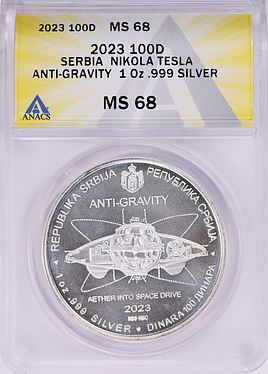 2023 100D MS 68
2023 100D
SERBIA NIKOLA TESLA
ANTI-GRAVITY 1 Oz .999 SILVER
ANACS
MS 68
REPUBLIKA SRBIJA РЕПУБЛИКА СРБИЈА
ANTI-GRAVITY
AETHER INTO SPACE DRIVE
2023
1 oz .999 SILVER • DINARA 100 ДИНАРА